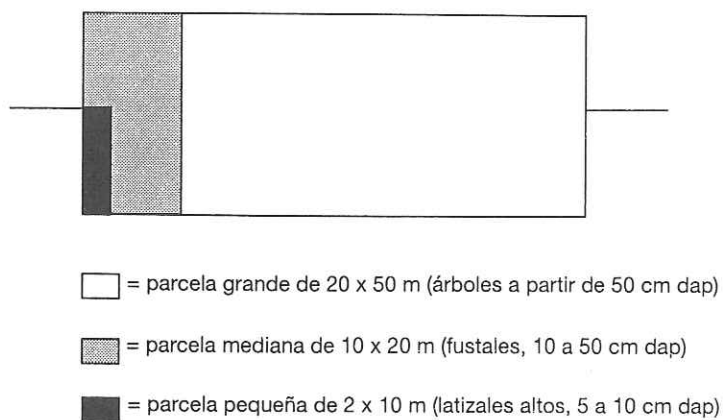 = parcela grande de 20 x 50 m (árboles a partir de 50 cm dap)
= parcela mediana de 10 x 20 m (fustales, 10 a 50 cm dap)
= parcela pequeña de 2 x 10 m (latizales altos, 5 a 10 cm dap)